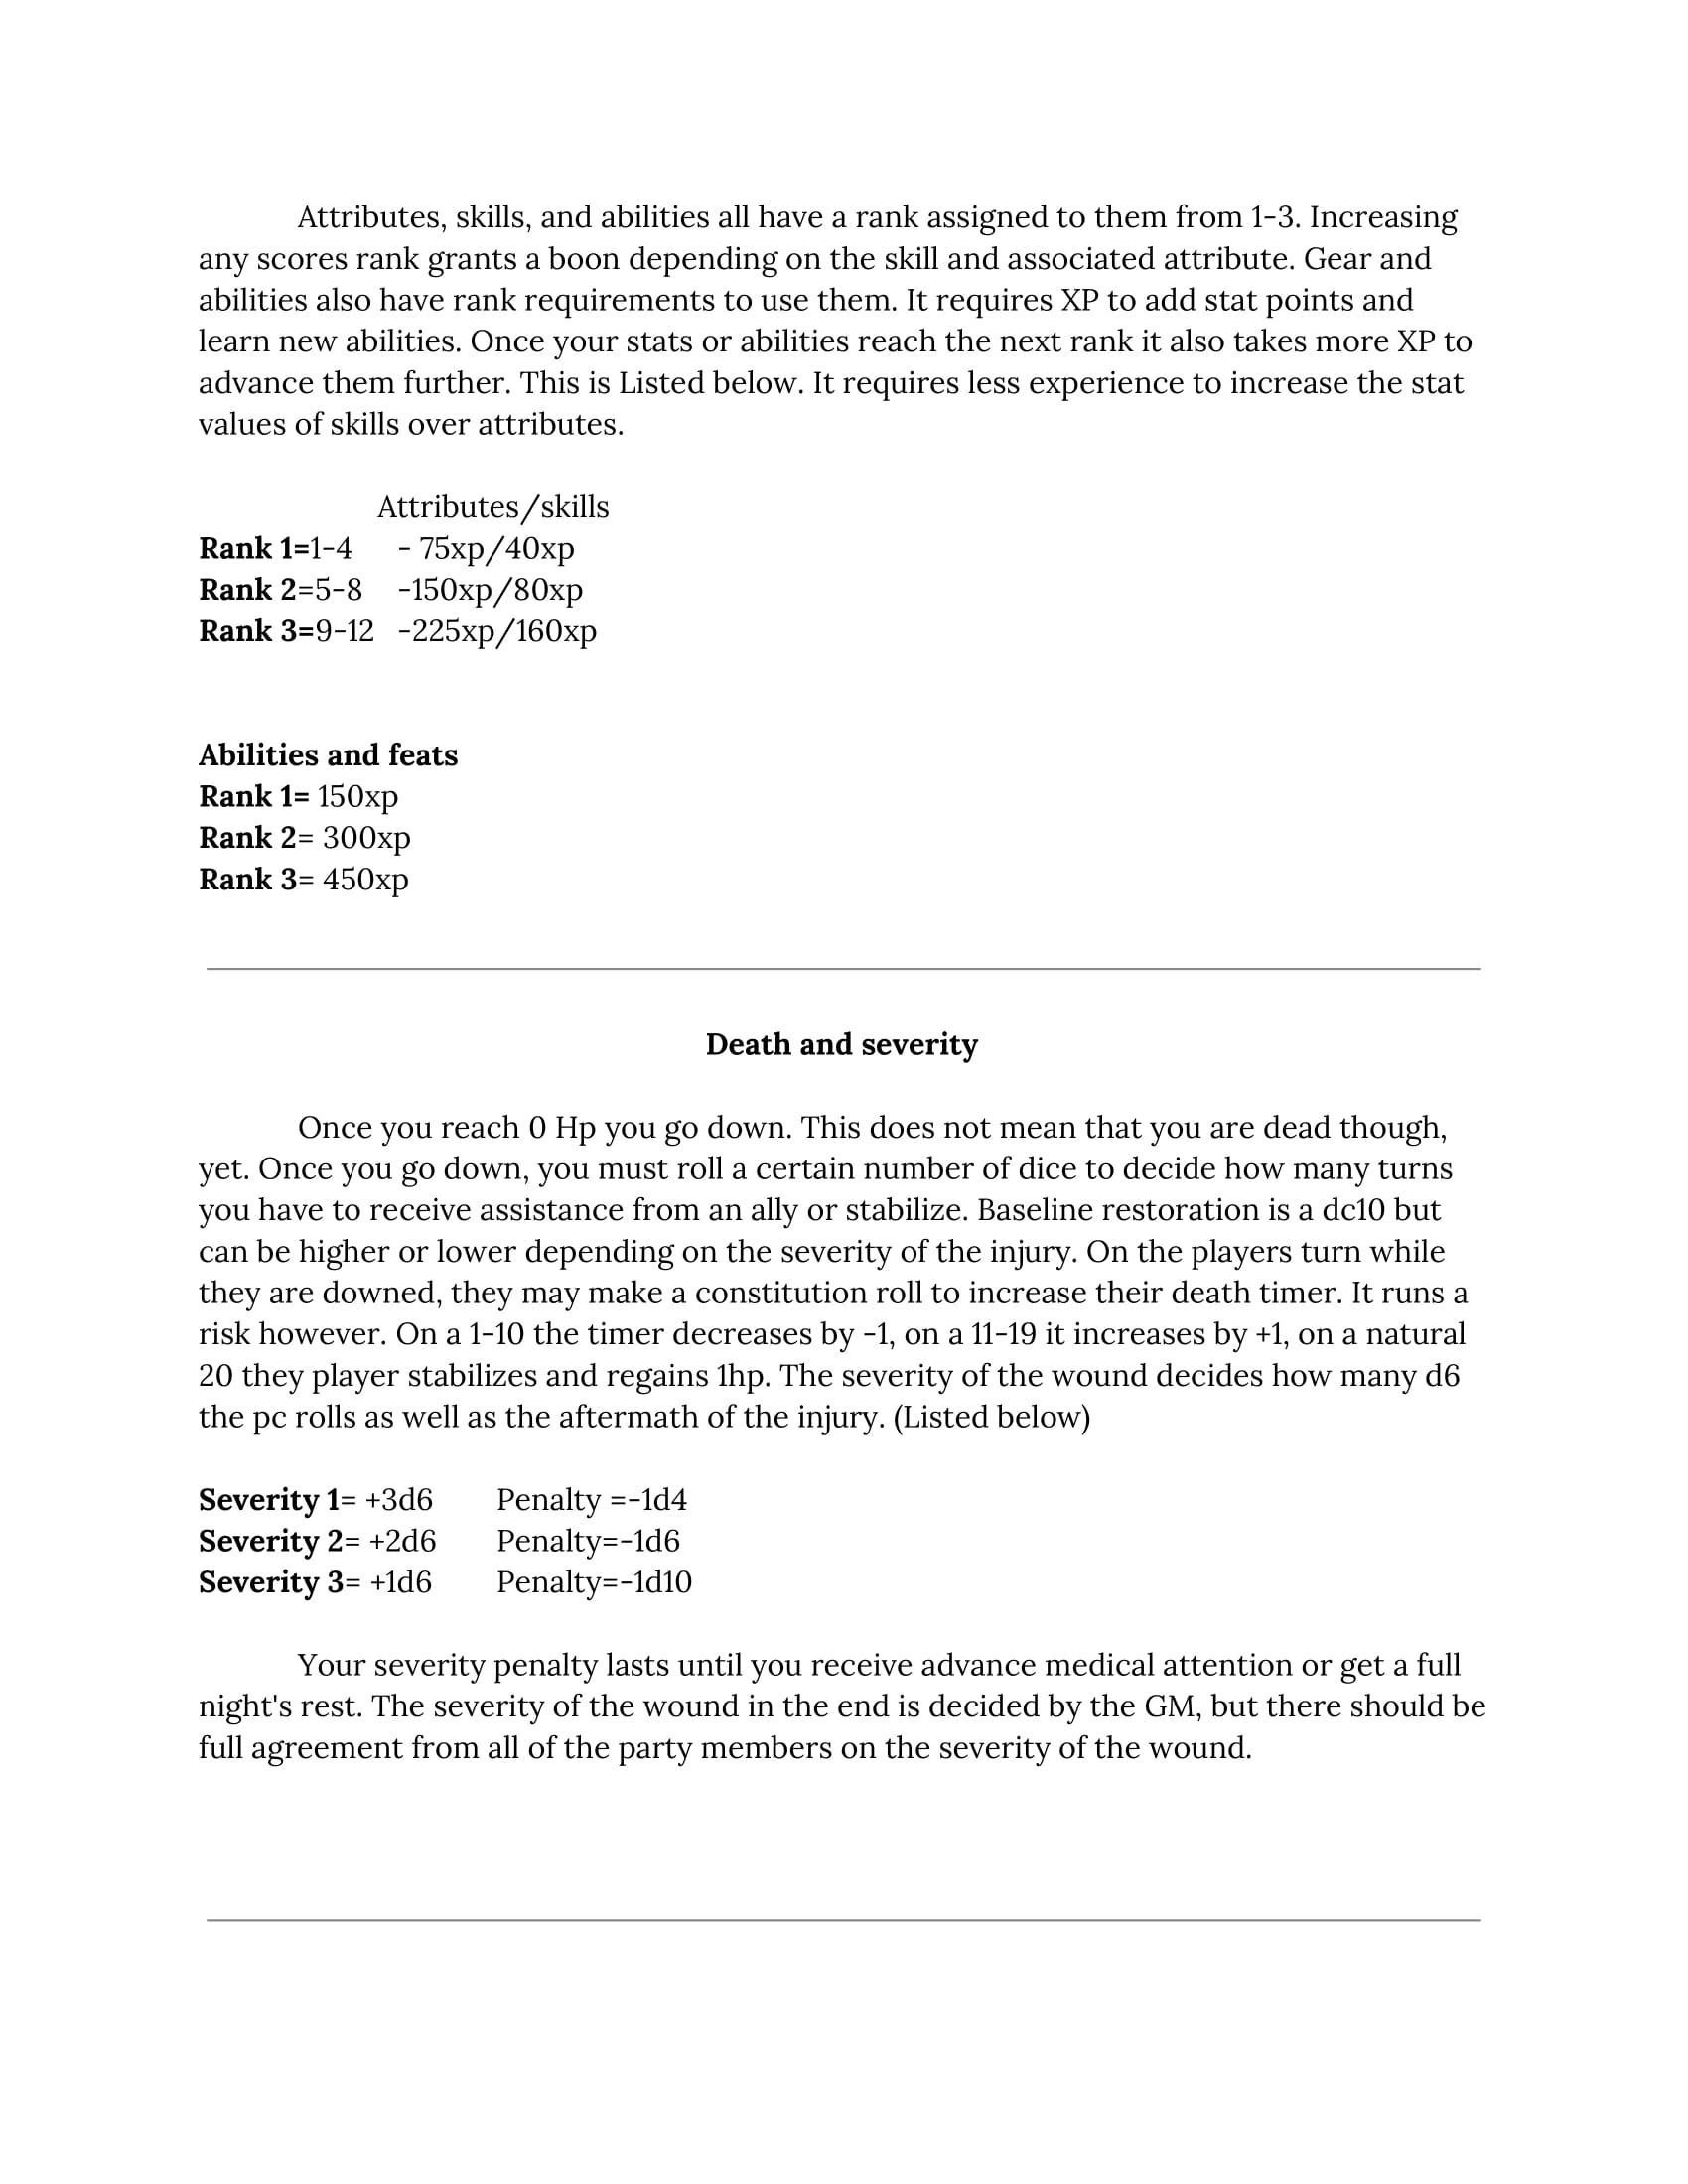 Attributes, skills, and abilities all have a rank assigned to them from 1-3. Increasing
any scores rank grants a boon depending on the skill and associated attribute. Gear and
abilities also have rank requirements to use them. It requires XP to add stat points and
learn new abilities. Once your stats or abilities reach the next rank it also takes more XP to
advance them further. This is Listed below. It requires less experience to increase the stat
values of skills over attributes.
Attributes/skills
Rank 1=1-4 - 75xp/40xp
Rank 2=5-8 -150xp/80xp
Rank 3=9-12 -225xp/160xp
Abilities and feats
Rank 1= 150xp
Rank 2= 300xp
Rank 3= 450xp
Death and severity
Once you reach 0 Hp you go down. This does not mean that you are dead though,
yet. Once you go down, you must roll a certain number of dice to decide how many turns
you have to receive assistance from an ally or stabilize. Baseline restoration is a dc10 but
can be higher or lower depending on the severity of the injury. On the players turn while
they are downed, they may make a constitution roll to increase their death timer. It runs a
risk however. On a 1-10 the timer decreases by -1, on a 11-19 it increases by +1, on a natural
20 they player stabilizes and regains 1hp. The severity of the wound decides how many d6
the pc rolls as well as the aftermath of the injury. (Listed below)
Severity 1= +3d6 Penalty =-1d4
Severity 2= +2d6 Penalty=-1d6
Severity 3= +1d6 Penalty=-1d10
Your severity penalty lasts until you receive advance medical attention or get a full
night's rest. The severity of the wound in the end is decided by the GM, but there should be
full agreement from all of the party members on the severity of the wound.